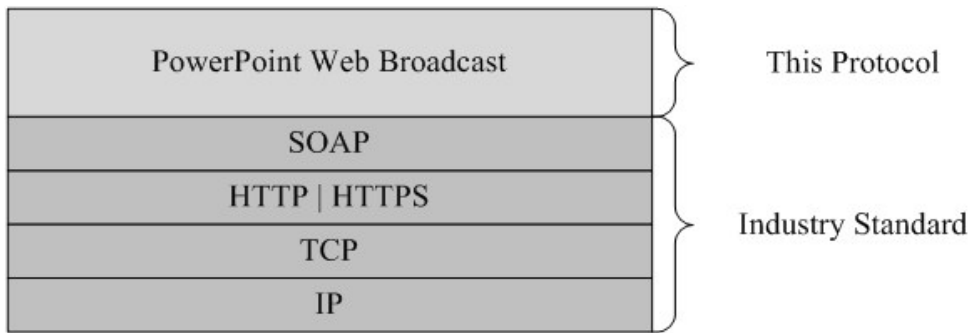 PowerPoint Web Broadcast
This Protocol
SOAP
HTTP | HTTPS
TCP
IP
Industry Standard